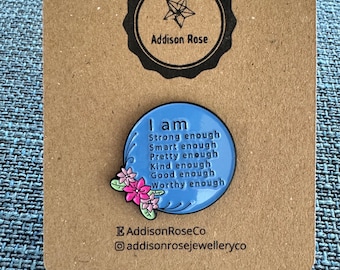 Addison Rose
I am
Strong enough
Smart enough
Pretty enough
Kind enough
Good enough
Worthy enough
AddisonRoseCo
addisonrosejewelleryco